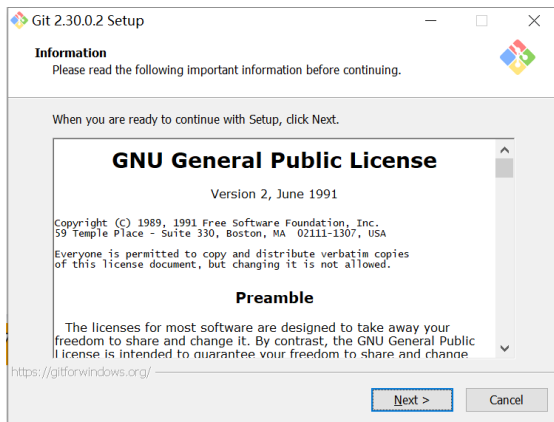 Git 2.30.0.2 Setup
Information
Please read the following important information before continuing.
When you are ready to continue with Setup, click Next.
GNU General Public License
Version 2, June 1991
Copyright (C) 1989, 1991 Free Software Foundation, Inc.
59 Temple Place - Suite 330, Boston, MA  02111-1307, USA
Everyone is permitted to copy and distribute verbatim copies
of this license document, but changing it is not allowed.
Preamble
The licenses for most software are designed to take away your
freedom to share and change it. By contrast, the GNU General Public
License is intended to guarantee your freedom to share and change
https://gitforwindows.org/
Next >
Cancel